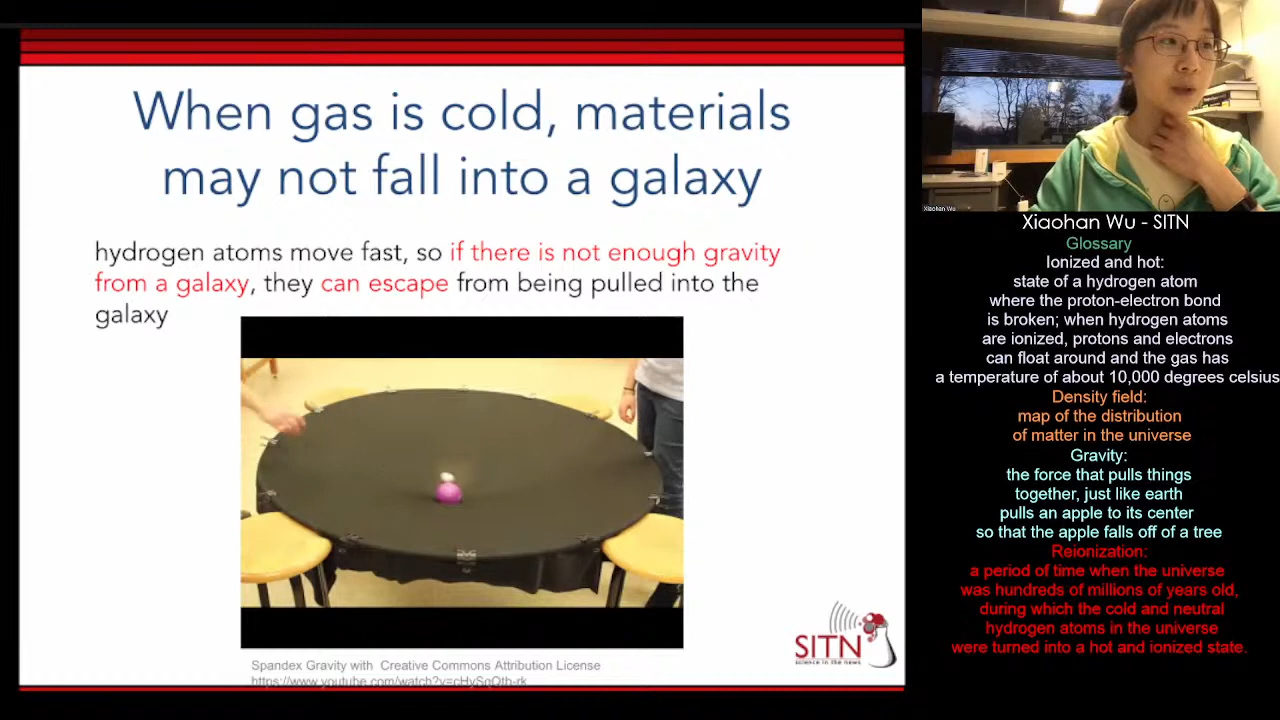 When gas is cold, materials
may not fall into a galaxy
hydrogen atoms move fast, so if there is not enough gravity
from a galaxy, they can escape from being pulled into the
galaxy
SITN
science in the news
Spandex Gravity with Creative Commons Attribution License
Xiaohan Wu
Xiaohan Wu - SITN
Glossary
Ionized and hot:
state of a hydrogen atom
where the proton-electron bond
is broken; when hydrogen atoms
are ionized, protons and electrons
can float around and the gas has
a temperature of about 10,000 degrees celsius
Density field:
map of the distribution
of matter in the universe
Gravity:
the force that pulls things
together, just like earth
pulls an apple to its center
so that the apple falls off of a tree
Reionization:
a period of time when the universe
was hundreds of millions of years old,
during which the cold and neutral
hydrogen atoms in the universe
were turned into a hot and ionized state.